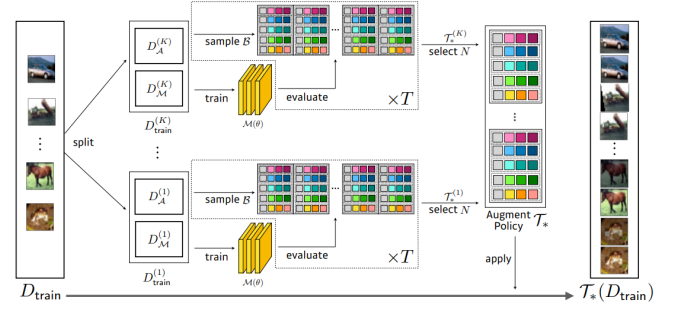 D_A^(K)
sample B
...
T_*^(K)
select N
D_M^(K)
train
evaluate
M(θ)
×T
D_train^(K)
split
⋮
D_A^(1)
sample B
...
T_*^(1)
select N
D_M^(1)
train
evaluate
M(θ)
×T
D_train^(1)
Augment
Policy T_*
apply
D_train
T_*(D_train)